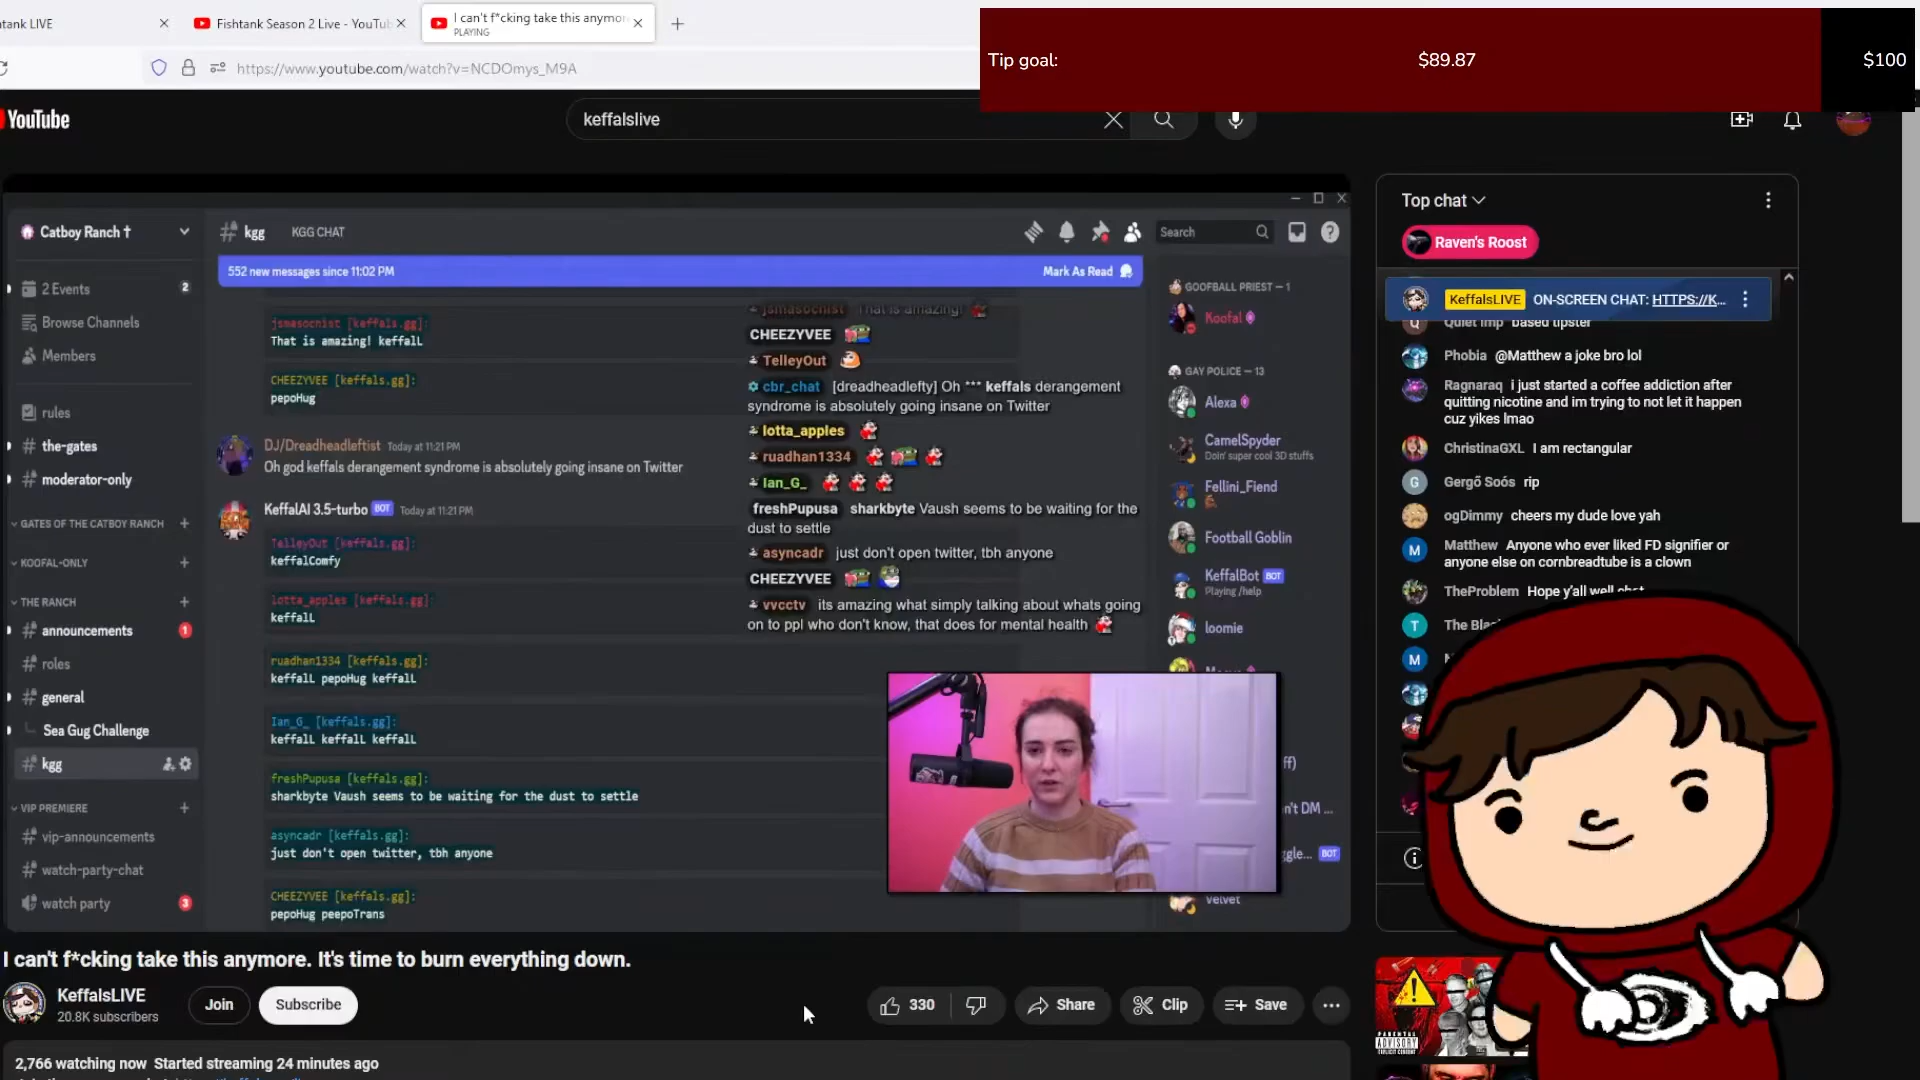 tank LIVE
Fishtank Season 2 Live - YouTub
I can't f*cking take this anymor
PLAYING
https://www.youtube.com/watch?v=NCDOmys_M9A
Tip goal:
$89.87
$100
YouTube
keffalslive
Catboy Ranch †
kgg
KGG CHAT
Search
552 new messages since 11:02 PM
Mark As Read
2 Events
2
Browse Channels
Members
rules
the-gates
moderator-only
GATES OF THE CATBOY RANCH
KOOFAL-ONLY
THE RANCH
announcements
1
roles
general
Sea Gug Challenge
kgg
VIP PREMIERE
vip-announcements
watch-party-chat
watch party
3
jsmasochist [keffals.gg]:
That is amazing! keffalL
CHEEZYVEE [keffals.gg]:
pepoHug
DJ/Dreadheadleftist Today at 11:21 PM
Oh god keffals derangement syndrome is absolutely going insane on Twitter
KeffalAI 3.5-turbo BOT Today at 11:21 PM
TelleyOut [keffals.gg]:
keffalComfy
lotta_apples [keffals.gg]:
keffalL
ruadhan1334 [keffals.gg]:
keffalL pepoHug keffalL
Ian_G_ [keffals.gg]:
keffalL keffalL keffalL
freshPupusa [keffals.gg]:
sharkbyte Vaush seems to be waiting for the dust to settle
asyncadr [keffals.gg]:
just don't open twitter, tbh anyone
CHEEZYVEE [keffals.gg]:
pepoHug peepoTrans
jsmasochist That is amazing!
CHEEZYVEE
TelleyOut
cbr_chat [dreadheadlefty] Oh *** keffals derangement
syndrome is absolutely going insane on Twitter
lotta_apples
ruadhan1334
Ian_G_
freshPupusa sharkbyte Vaush seems to be waiting for the
dust to settle
asyncadr just don't open twitter, tbh anyone
CHEEZYVEE
vvcctv its amazing what simply talking about whats going
on to ppl who don't know, that does for mental health
GOOFBALL PRIEST — 1
Koofal
GAY POLICE — 13
Alexa
CamelSpyder
Doin' super cool 3D stuffs
Fellini_Fiend
Football Goblin
KeffalBot BOT
Playing /help
loomie
ff)
n't DM ...
ggle... BOT
Velvet
Top chat
Raven's Roost
KeffalsLIVE ON-SCREEN CHAT: HTTPS://K...
Quiet Imp based tipster
Phobia @Matthew a joke bro lol
Ragnaraq i just started a coffee addiction after
quitting nicotine and im trying to not let it happen
cuz yikes lmao
ChristinaGXL I am rectangular
G
Gergő Soós rip
ogDimmy cheers my dude love yah
M
Matthew Anyone who ever liked FD signifier or
anyone else on cornbreadtube is a clown
TheProblem Hope y'all well chat
T
The Bla
M
I can't f*cking take this anymore. It's time to burn everything down.
KeffalsLIVE
20.8K subscribers
Join
Subscribe
330
Share
Clip
Save
PARENTAL
ADVISORY
EXPLICIT CONTENT
2,766 watching now Started streaming 24 minutes ago